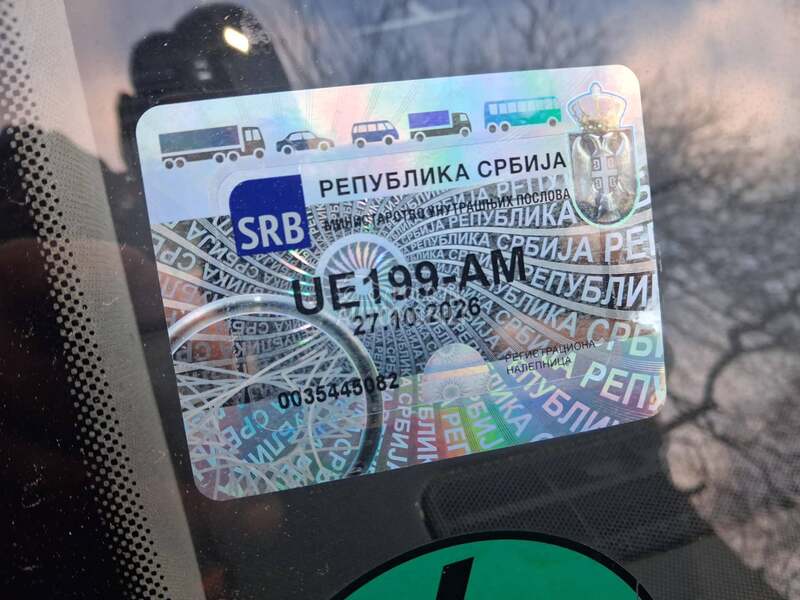 РЕПУБЛИКА СРБИЈА
SRB
МИНИСТАРСТВО УНУТРАШЊИХ ПОСЛОВА
UE199-AM
27.10.2026
РЕГИСТРАЦИОНА
НАЛЕПНИЦА
0035445082